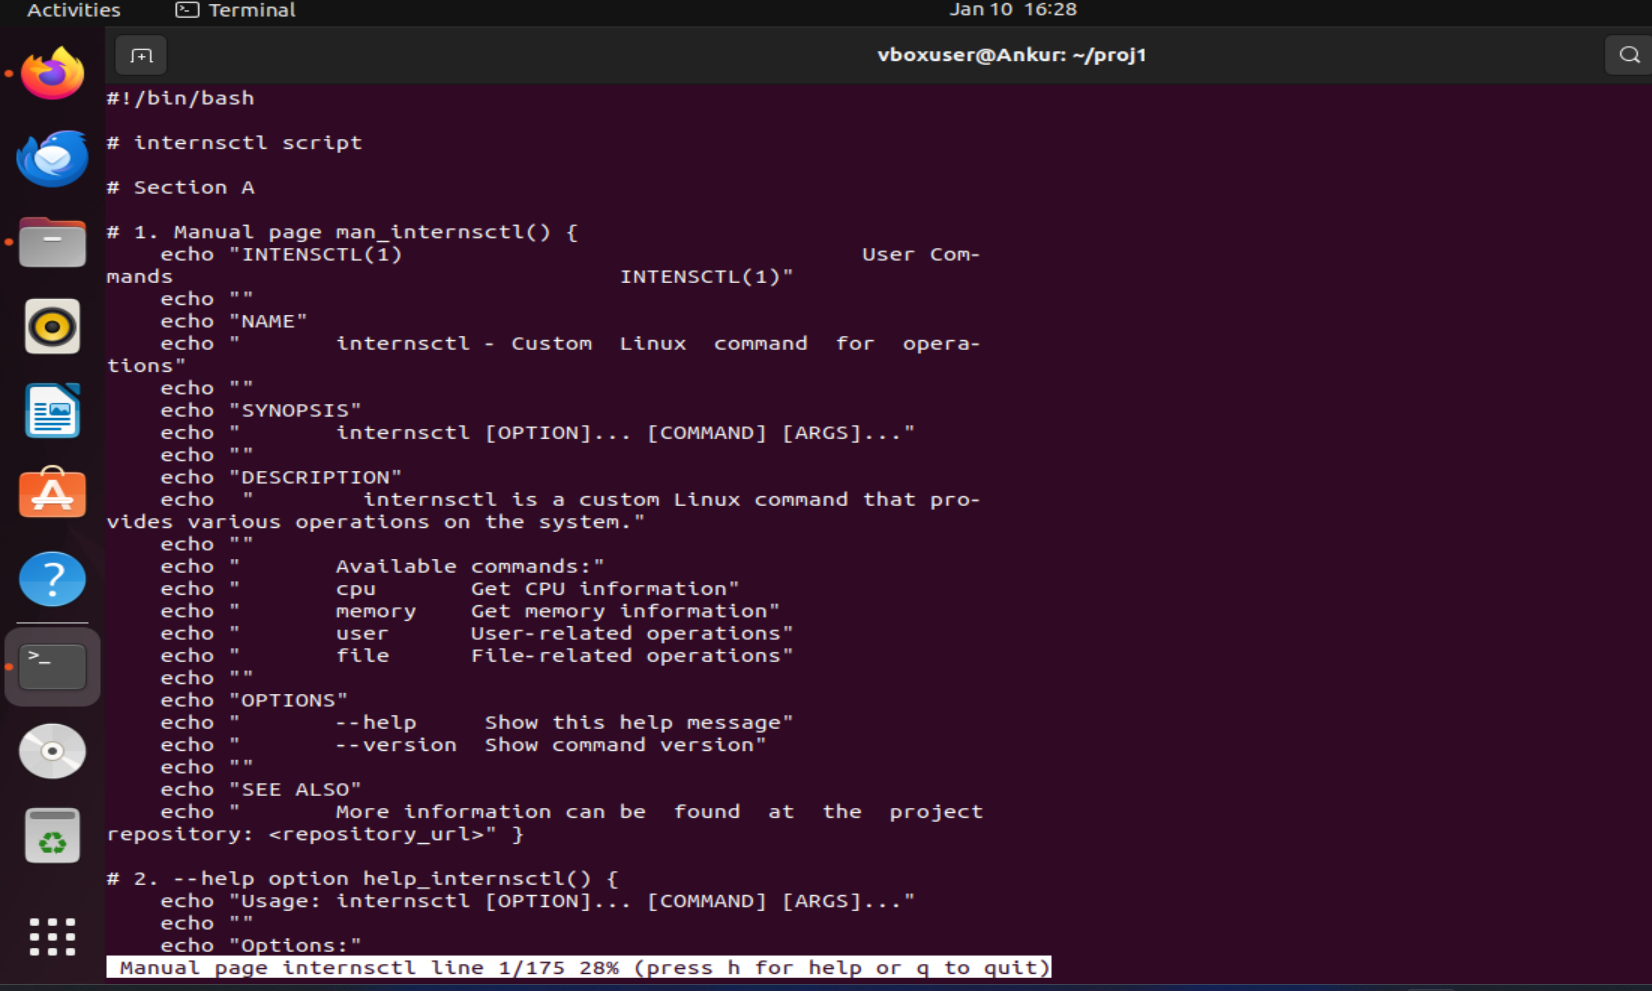 Activities Terminal Jan 10 16:28
vboxuser@Ankur: ~/proj1
#!/bin/bash
# internsctl script
# Section A
# 1. Manual page man_internsctl() {
    echo "INTENSCTL(1)                                  User Com-
mands                                 INTENSCTL(1)"
    echo ""
    echo "NAME"
    echo "       internsctl - Custom  Linux  command  for  opera-
tions"
    echo ""
    echo "SYNOPSIS"
    echo "       internsctl [OPTION]... [COMMAND] [ARGS]..."
    echo ""
    echo "DESCRIPTION"
    echo  "        internsctl is a custom Linux command that pro-
vides various operations on the system."
    echo ""
    echo "       Available commands:"
    echo "       cpu       Get CPU information"
    echo "       memory    Get memory information"
    echo "       user      User-related operations"
    echo "       file      File-related operations"
    echo ""
    echo "OPTIONS"
    echo "       --help     Show this help message"
    echo "       --version  Show command version"
    echo ""
    echo "SEE ALSO"
    echo "       More information can be  found  at  the  project
repository: <repository_url>" }
# 2. --help option help_internsctl() {
    echo "Usage: internsctl [OPTION]... [COMMAND] [ARGS]..."
    echo ""
    echo "Options:"
Manual page internsctl line 1/175 28% (press h for help or q to quit)